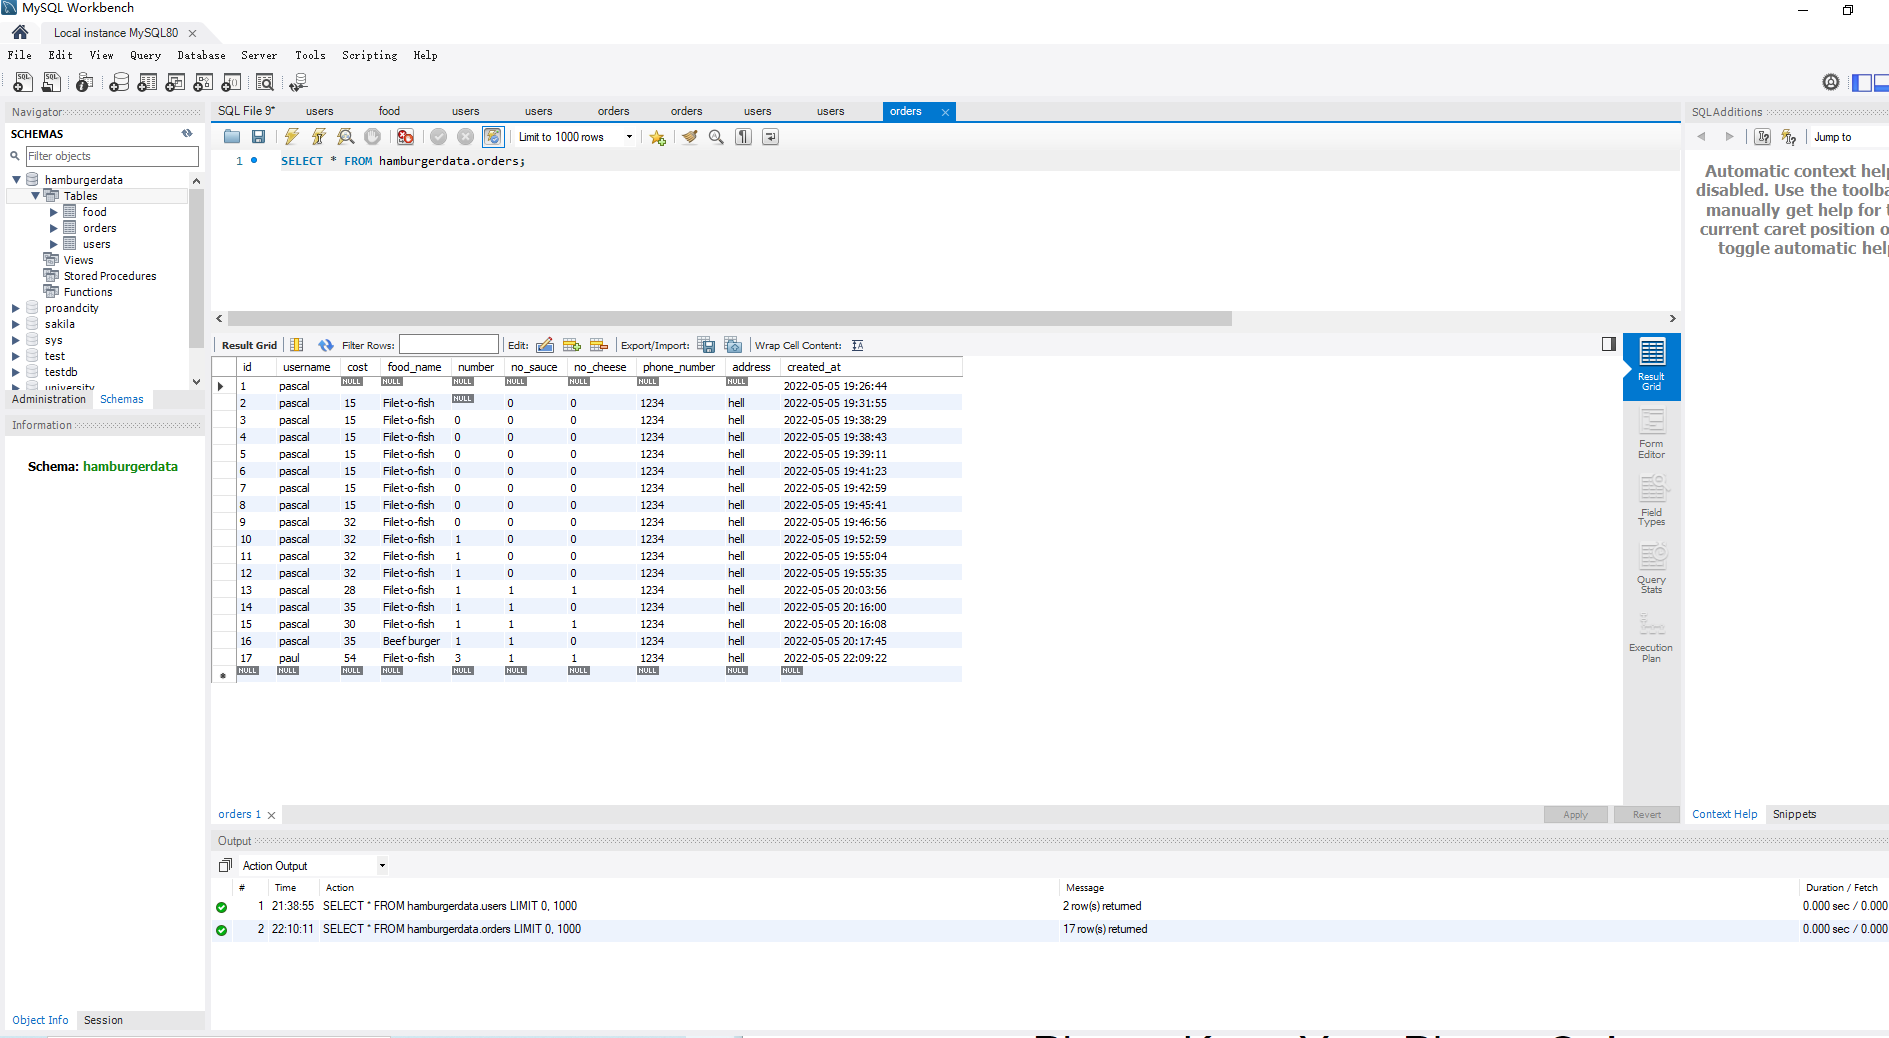 MySQL Workbench
Local instance MySQL80
File Edit View Query Database Server Tools Scripting Help
Navigator
SCHEMAS
Filter objects
hamburgerdata
Tables
food
orders
users
Views
Stored Procedures
Functions
proandcity
sakila
sys
test
testdb
university
Administration Schemas
Information
Schema: hamburgerdata
Object Info Session
SQL File 9* users food users users orders orders users users orders
Limit to 1000 rows
1 SELECT * FROM hamburgerdata.orders;
Result Grid Filter Rows: Edit: Export/Import: Wrap Cell Content:
id username cost food_name number no_sauce no_cheese phone_number address created_at
1 pascal NULL NULL NULL NULL NULL NULL NULL 2022-05-05 19:26:44
2 pascal 15 Filet-o-fish NULL 0 0 1234 hell 2022-05-05 19:31:55
3 pascal 15 Filet-o-fish 0 0 0 1234 hell 2022-05-05 19:38:29
4 pascal 15 Filet-o-fish 0 0 0 1234 hell 2022-05-05 19:38:43
5 pascal 15 Filet-o-fish 0 0 0 1234 hell 2022-05-05 19:39:11
6 pascal 15 Filet-o-fish 0 0 0 1234 hell 2022-05-05 19:41:23
7 pascal 15 Filet-o-fish 0 0 0 1234 hell 2022-05-05 19:42:59
8 pascal 15 Filet-o-fish 0 0 0 1234 hell 2022-05-05 19:45:41
9 pascal 32 Filet-o-fish 0 0 0 1234 hell 2022-05-05 19:46:56
10 pascal 32 Filet-o-fish 1 0 0 1234 hell 2022-05-05 19:52:59
11 pascal 32 Filet-o-fish 1 0 0 1234 hell 2022-05-05 19:55:04
12 pascal 32 Filet-o-fish 1 0 0 1234 hell 2022-05-05 19:55:35
13 pascal 28 Filet-o-fish 1 1 1 1234 hell 2022-05-05 20:03:56
14 pascal 35 Filet-o-fish 1 1 0 1234 hell 2022-05-05 20:16:00
15 pascal 30 Filet-o-fish 1 1 1 1234 hell 2022-05-05 20:16:08
16 pascal 35 Beef burger 1 1 0 1234 hell 2022-05-05 20:17:45
17 paul 54 Filet-o-fish 3 1 1 1234 hell 2022-05-05 22:09:22
NULL NULL NULL NULL NULL NULL NULL NULL NULL NULL
Result
Grid
Form
Editor
Field
Types
Query
Stats
Execution
Plan
orders 1 Apply Revert
Output
Action Output
# Time Action Message Duration / Fetch
1 21:38:55 SELECT * FROM hamburgerdata.users LIMIT 0, 1000 2 row(s) returned 0.000 sec / 0.000
2 22:10:11 SELECT * FROM hamburgerdata.orders LIMIT 0, 1000 17 row(s) returned 0.000 sec / 0.000
SQLAdditions
Jump to
Automatic context help
disabled. Use the toolba
manually get help for t
current caret position o
toggle automatic help
Context Help Snippets